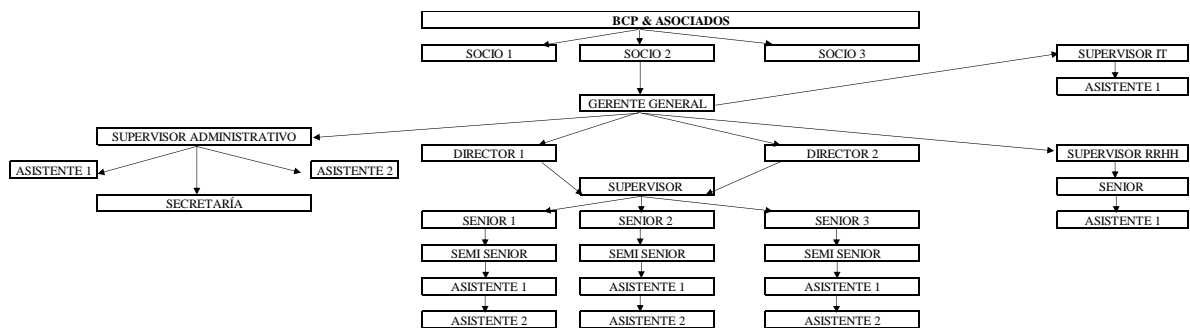 BCP & ASOCIADOS
SOCIO 1
SOCIO 2
SOCIO 3
SUPERVISOR IT
ASISTENTE 1
GERENTE GENERAL
SUPERVISOR ADMINISTRATIVO
DIRECTOR 1
DIRECTOR 2
SUPERVISOR RRHH
ASISTENTE 1
ASISTENTE 2
SUPERVISOR
SENIOR
SECRETARÍA
SENIOR 1
SENIOR 2
SENIOR 3
ASISTENTE 1
SEMI SENIOR
SEMI SENIOR
SEMI SENIOR
ASISTENTE 1
ASISTENTE 1
ASISTENTE 1
ASISTENTE 2
ASISTENTE 2
ASISTENTE 2